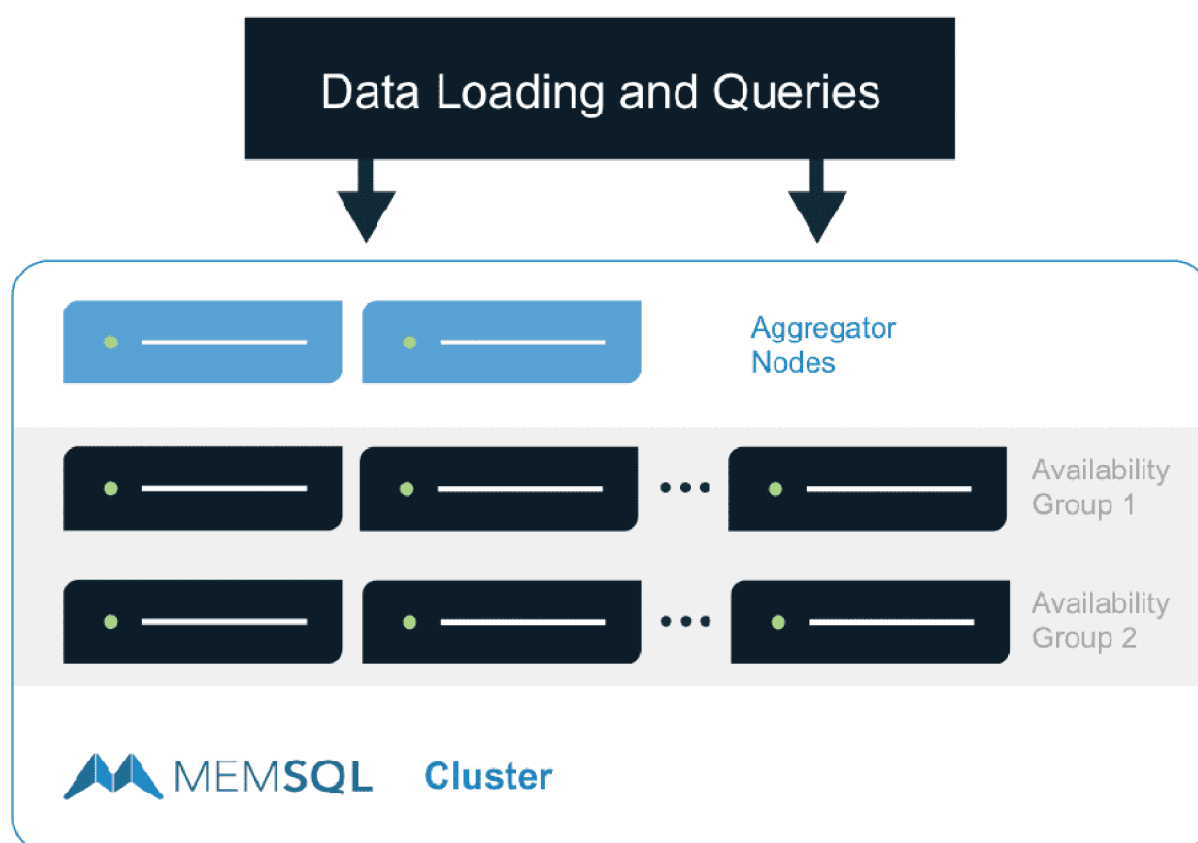 Data Loading and Queries
Aggregator
Nodes
Availability
Group 1
Availability
Group 2
MEMSQL Cluster